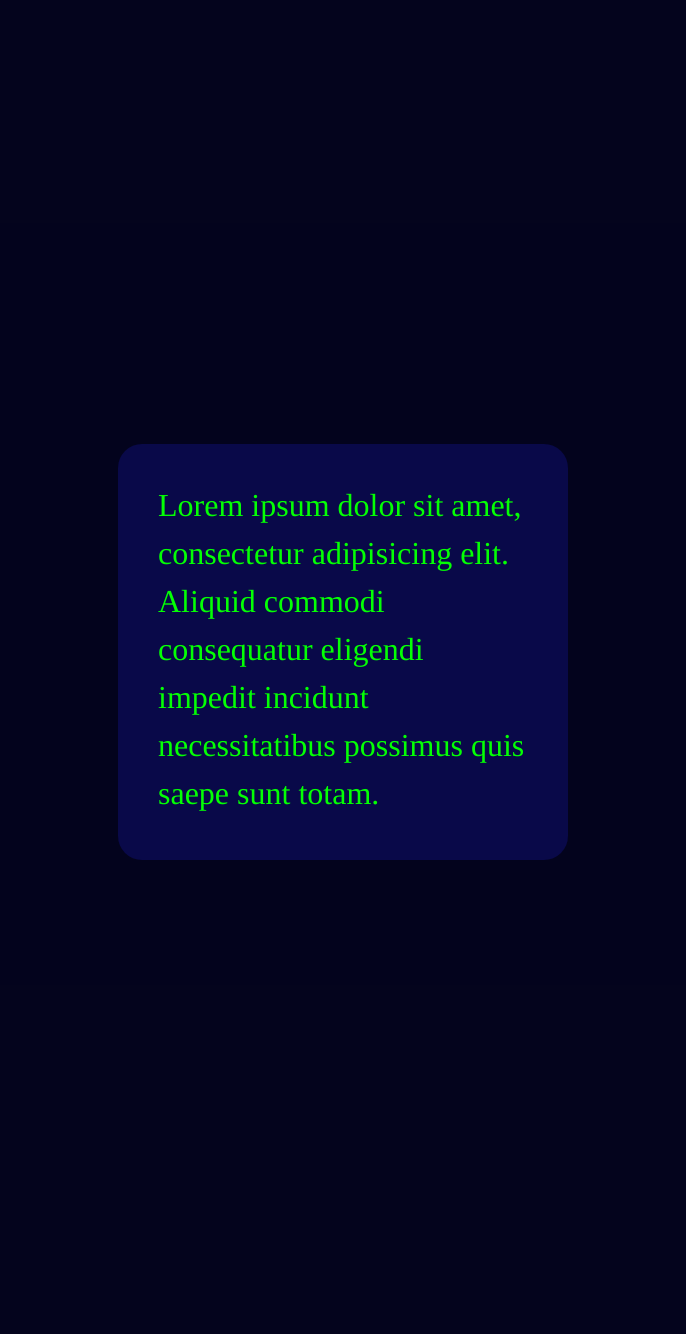 Lorem ipsum dolor sit amet,
consectetur adipisicing elit.
Aliquid commodi
consequatur eligendi
impedit incidunt
necessitatibus possimus quis
saepe sunt totam.